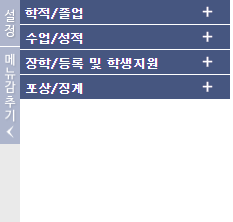 설정
메뉴감추기
학적/졸업 +
수업/성적 +
장학/등록 및 학생지원 +
포상/징계 +